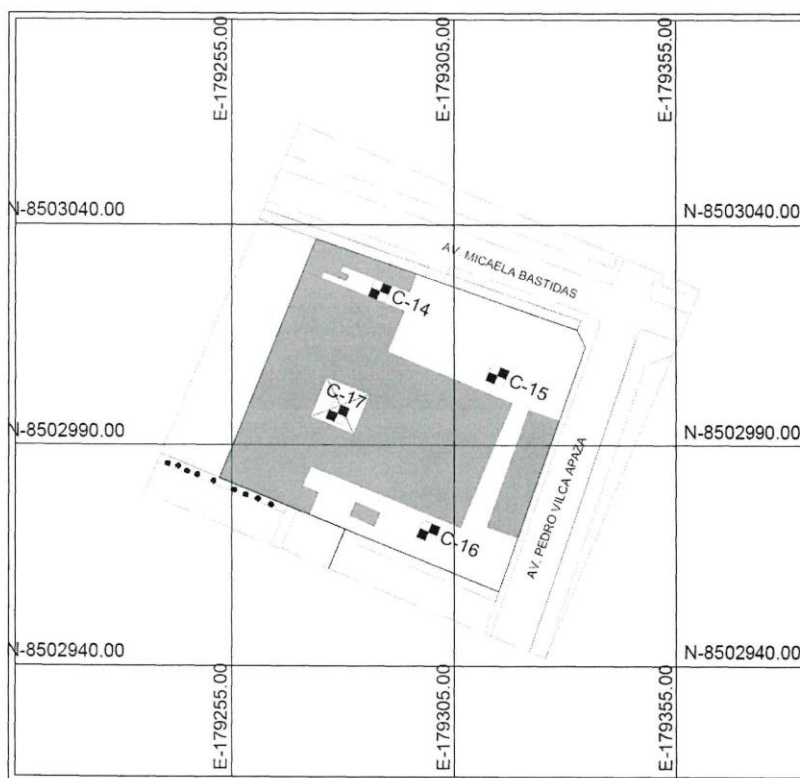 E-179255.00
E-179305.00
E-179355.00
N-8503040.00
N-8503040.00
AV. MICAELA BASTIDAS
C-14
C-15
C-17
N-8502990.00
N-8502990.00
AV. PEDRO VILCA APAZA
C-16
N-8502940.00
N-8502940.00
E-179255.00
E-179305.00
E-179355.00